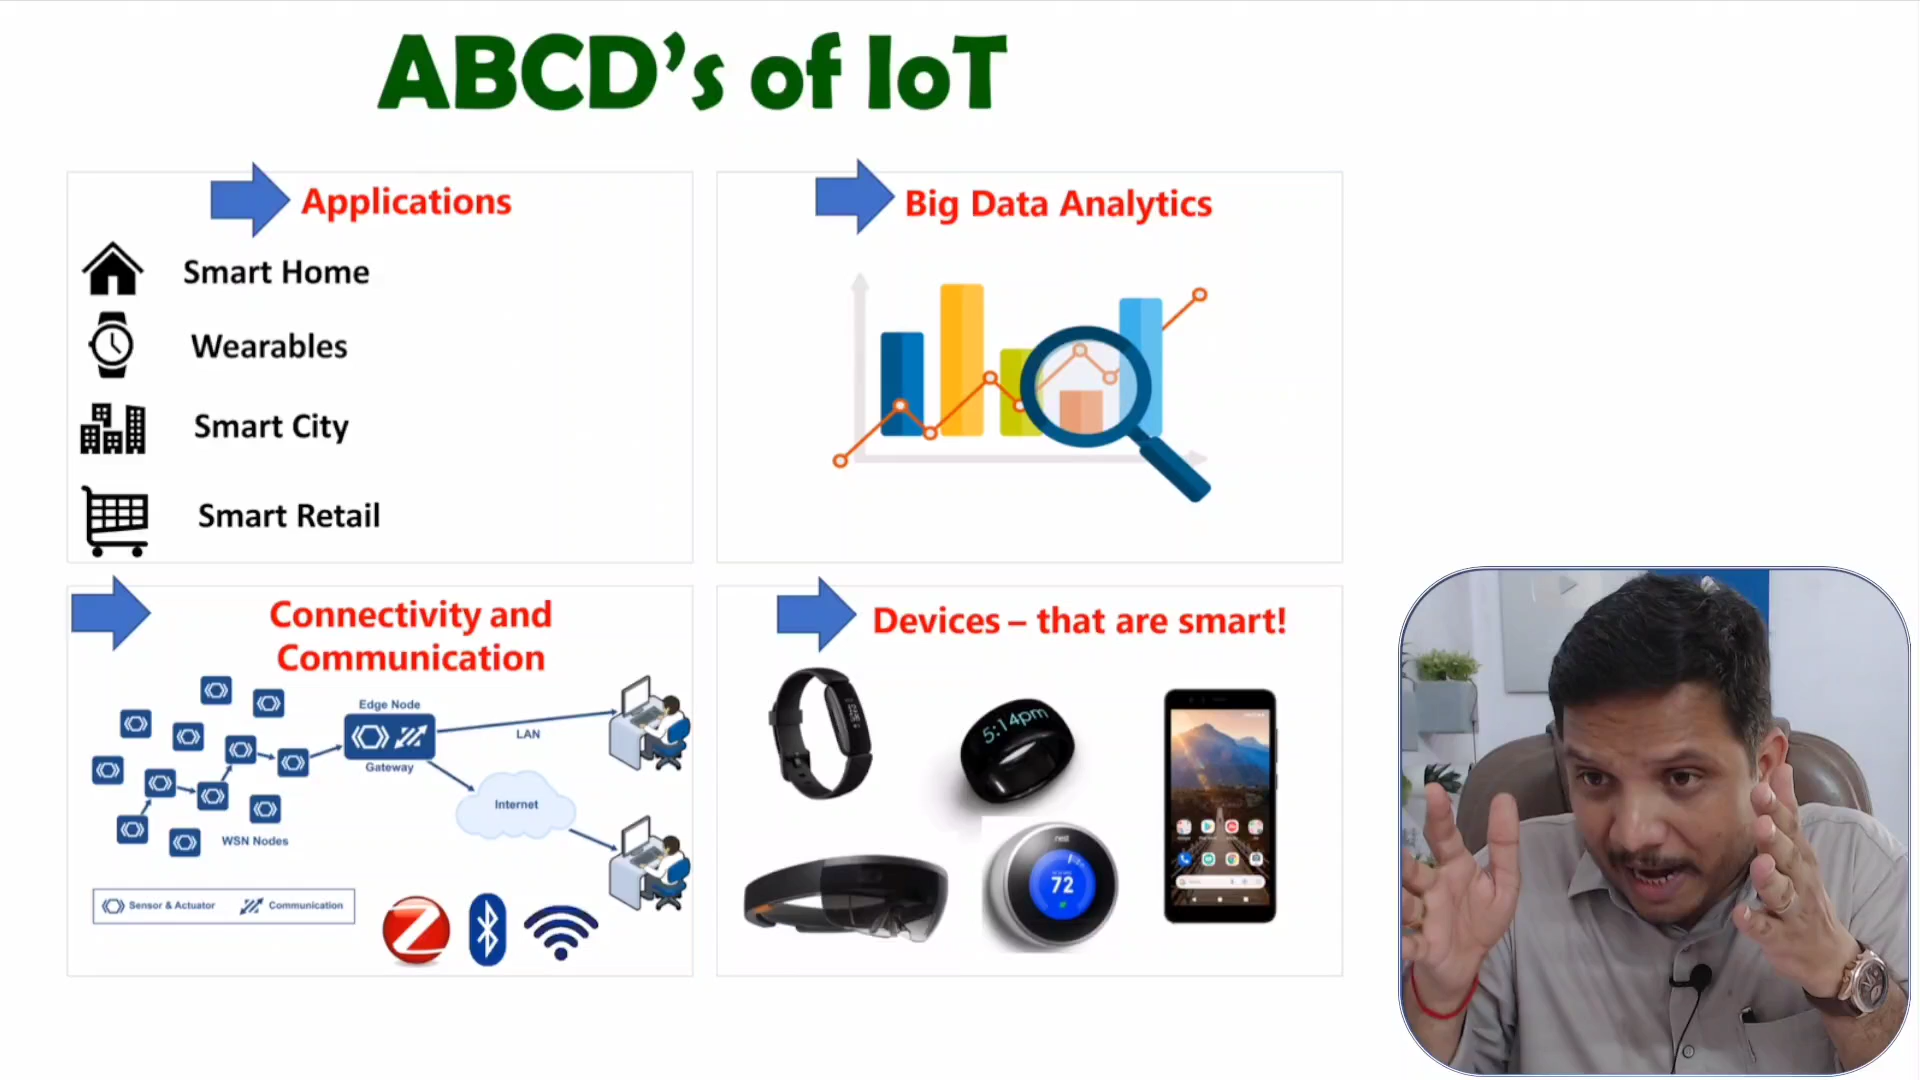 ABCD's of IoT
Applications
Smart Home
Wearables
Smart City
Smart Retail
Big Data Analytics
Connectivity and
Communication
Edge Node
Gateway
LAN
Internet
WSN Nodes
Sensor & Actuator
Communication
Devices – that are smart!
5:14pm
nest
72